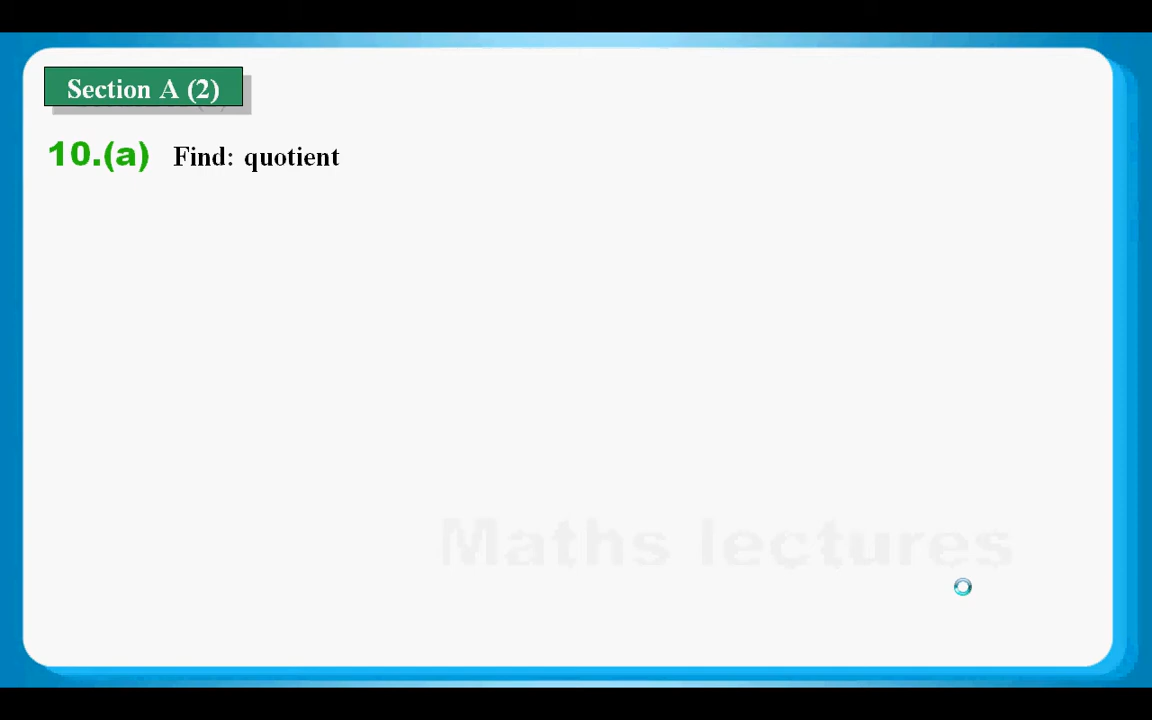 Section A (2)
10.(a) Find: quotient
Maths lectures